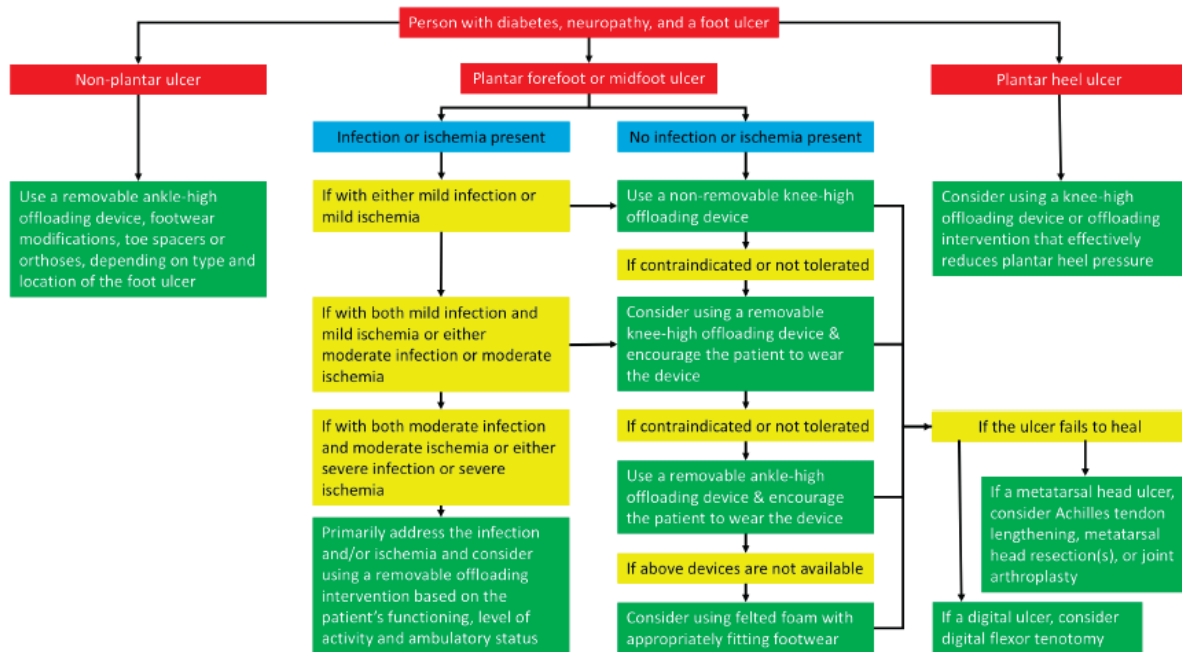 Person with diabetes, neuropathy, and a foot ulcer
Non-plantar ulcer
Plantar forefoot or midfoot ulcer
Plantar heel ulcer
Infection or ischemia present
No infection or ischemia present
Use a removable ankle-high
offloading device, footwear
modifications, toe spacers or
orthoses, depending on type and
location of the foot ulcer
If with either mild infection or
mild ischemia
Use a non-removable knee-high
offloading device
Consider using a knee-high
offloading device or offloading
intervention that effectively
reduces plantar heel pressure
If contraindicated or not tolerated
If with both mild infection and
mild ischemia or either
moderate infection or moderate
ischemia
Consider using a removable
knee-high offloading device &
encourage the patient to wear
the device
If contraindicated or not tolerated
If the ulcer fails to heal
If with both moderate infection
and moderate ischemia or either
severe infection or severe
ischemia
Use a removable ankle-high
offloading device & encourage
the patient to wear the device
If a metatarsal head ulcer,
consider Achilles tendon
lengthening, metatarsal
head resection(s), or joint
arthroplasty
Primarily address the infection
and/or ischemia and consider
using a removable offloading
intervention based on the
patient's functioning, level of
activity and ambulatory status
If above devices are not available
Consider using felted foam with
appropriately fitting footwear
If a digital ulcer, consider
digital flexor tenotomy